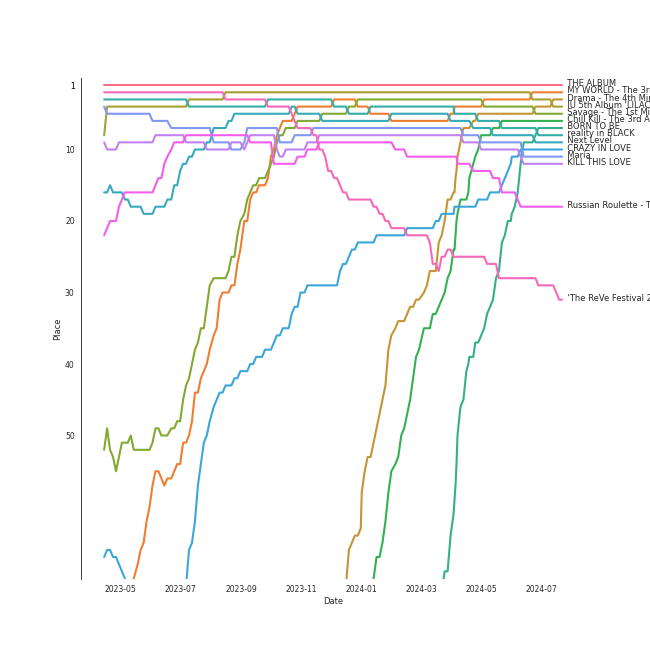 1
10
20
30
40
50
Place
2023-05
2023-07
2023-09
2023-11
2024-01
2024-03
2024-05
2024-07
Date
THE ALBUM
MY WORLD - The 3r
Drama - The 4th Mi
IU 5th Album 'LILAC
Savage - The 1st Mi
Chill Kill - The 3rd A
BORN TO BE
reality in BLACK
Next Level
CRAZY IN LOVE
Maria
KILL THIS LOVE
Russian Roulette - T
'The ReVe Festival 2